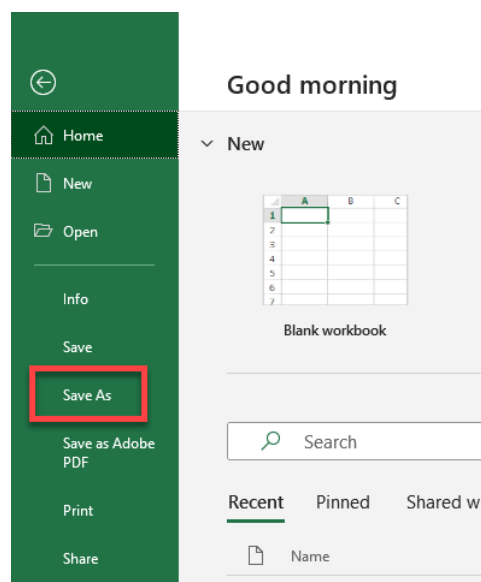 Good morning
Home
New
New
Open
A B C
1
2
3
4
5
6
7
Blank workbook
Info
Save
Save As
Save as Adobe
PDF
Print
Share
Search
Recent Pinned Shared w
Name